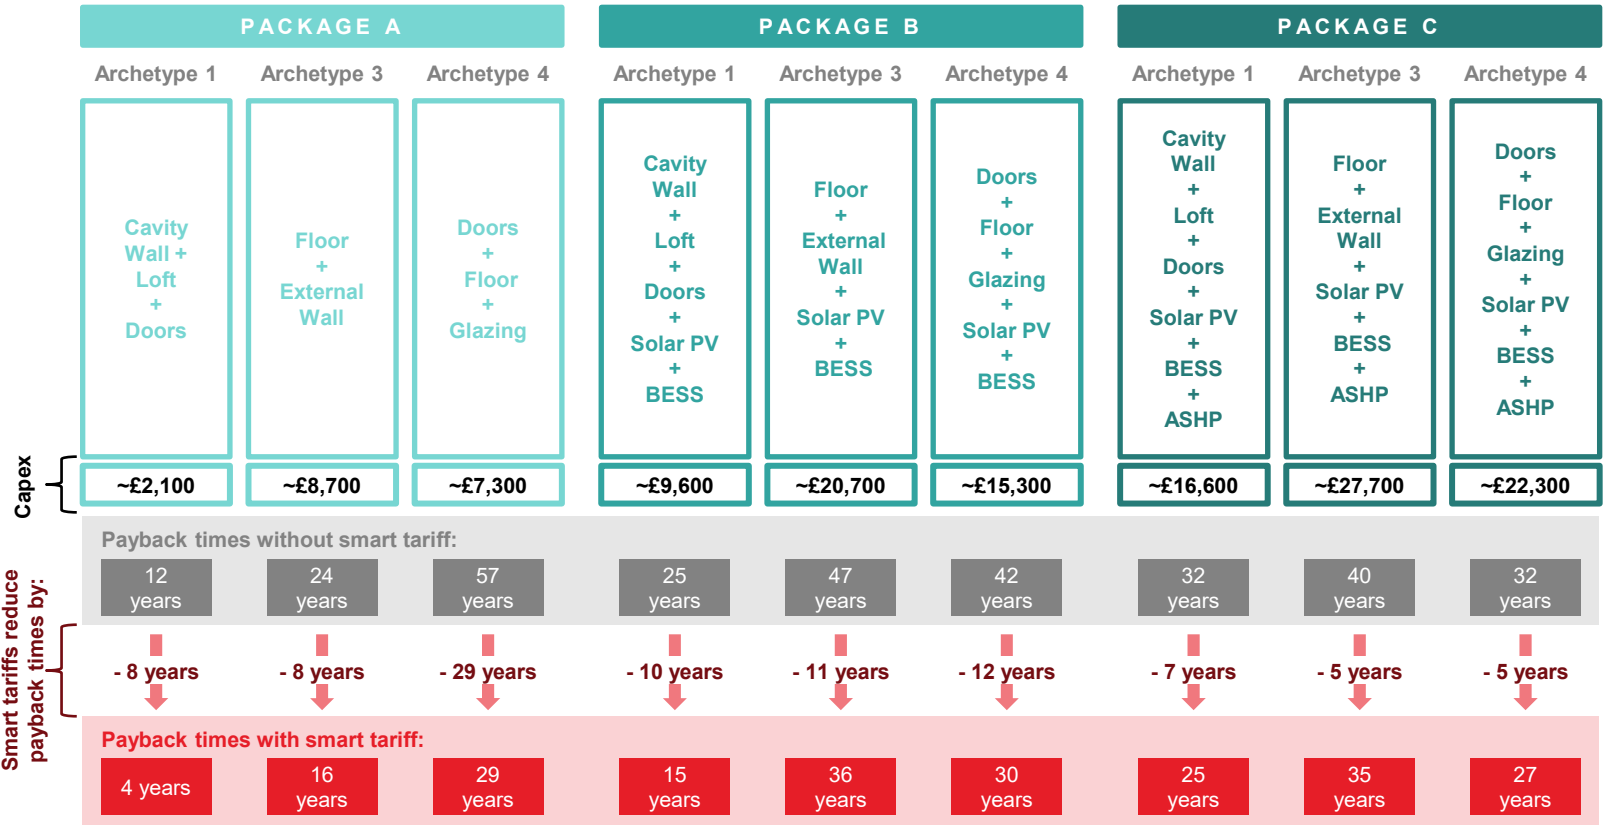 PACKAGE A
PACKAGE B
PACKAGE C
Archetype 1
Archetype 3
Archetype 4
Archetype 1
Archetype 3
Archetype 4
Archetype 1
Archetype 3
Archetype 4
Cavity
Wall +
Loft
+
Doors
Floor
+
External
Wall
Doors
+
Floor
+
Glazing
Cavity
Wall
+
Loft
+
Doors
+
Solar PV
+
BESS
Floor
+
External
Wall
+
Solar PV
+
BESS
Doors
+
Floor
+
Glazing
+
Solar PV
+
BESS
Cavity
Wall
+
Loft
+
Doors
+
Solar PV
+
BESS
+
ASHP
Floor
+
External
Wall
+
Solar PV
+
BESS
+
ASHP
Doors
+
Floor
+
Glazing
+
Solar PV
+
BESS
+
ASHP
Capex
~£2,100
~£8,700
~£7,300
~£9,600
~£20,700
~£15,300
~£16,600
~£27,700
~£22,300
Payback times without smart tariff:
12
years
24
years
57
years
25
years
47
years
42
years
32
years
40
years
32
years
Smart tariffs reduce
payback times by:
- 8 years
- 8 years
- 29 years
- 10 years
- 11 years
- 12 years
- 7 years
- 5 years
- 5 years
Payback times with smart tariff:
4 years
16
years
29
years
15
years
36
years
30
years
25
years
35
years
27
years